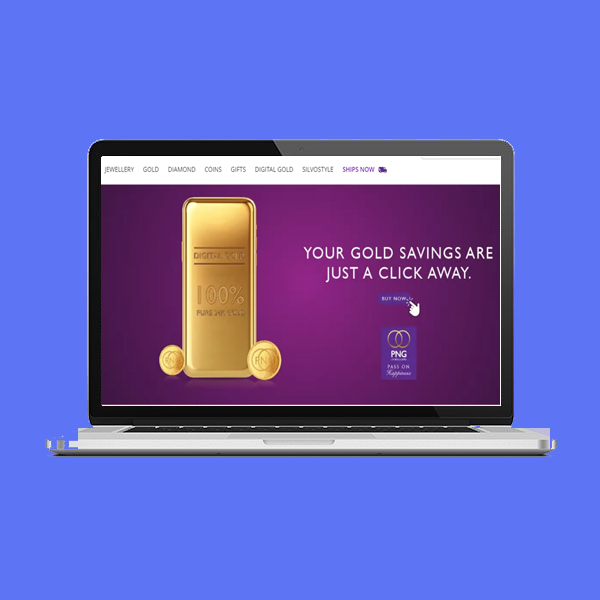 JEWELLERY GOLD DIAMOND COINS GIFTS DIGITAL GOLD SILVOSTYLE SHIPS NOW
DIGITAL GOLD
100%
PURE 24K GOLD
PNG
PNG
YOUR GOLD SAVINGS ARE
JUST A CLICK AWAY.
BUY NOW
PNG
JEWELLERS
PASS ON
Happiness